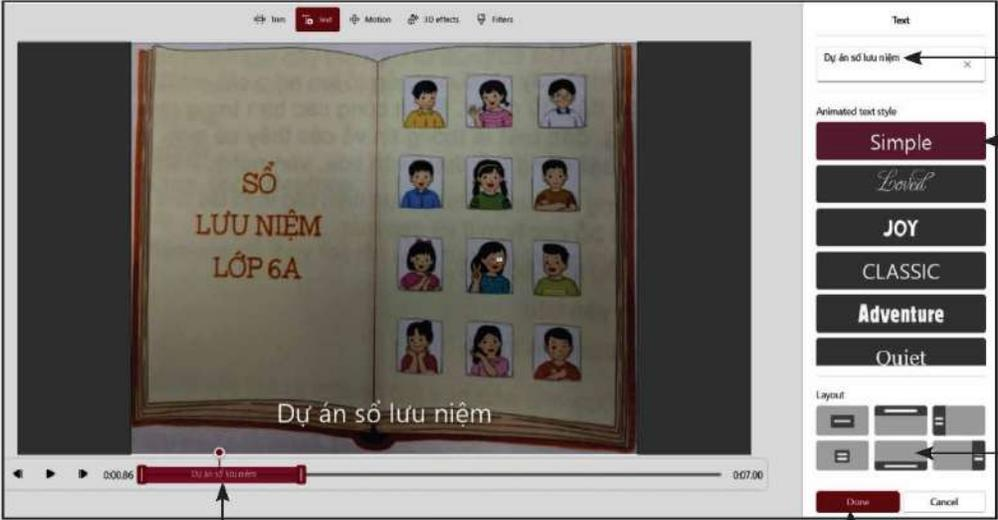 Trim Text Motion 3D effects Filters
Text
Dự án sổ lưu niệm
Animated text style
Simple
Loved
JOY
CLASSIC
Adventure
Quiet
SỔ
LƯU NIỆM
LỚP 6A
Dự án sổ lưu niệm
Layout
0:00.86 Dự án sổ lưu niệm 0:07.00
Done Cancel